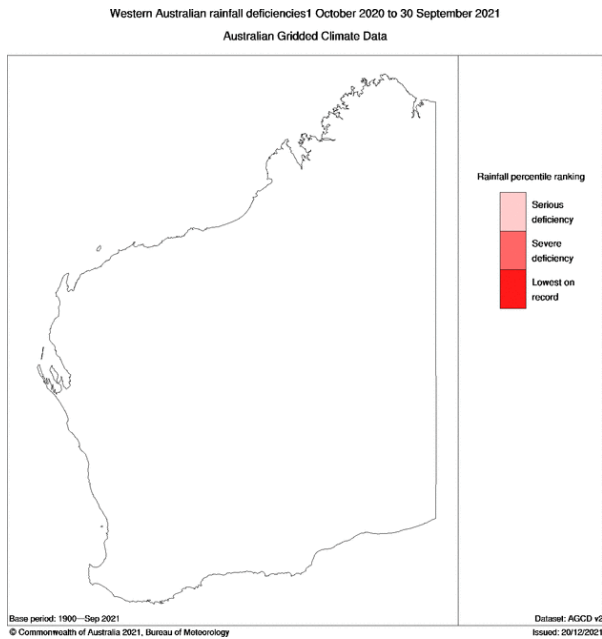 Western Australian rainfall deficiencies1 October 2020 to 30 September 2021
Australian Gridded Climate Data
Rainfall percentile ranking
Serious
deficiency
Severe
deficiency
Lowest on
record
Base period: 1900—Sep 2021
Dataset: AGCD v2
© Commonwealth of Australia 2021, Bureau of Meteorology
Issued: 20/12/2021